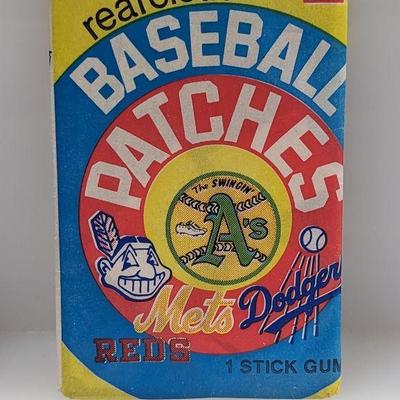 BASEBALL
PATCHES
The SWINGIN'
A's
Mets
Dodgers
REDS
1 STICK GUM